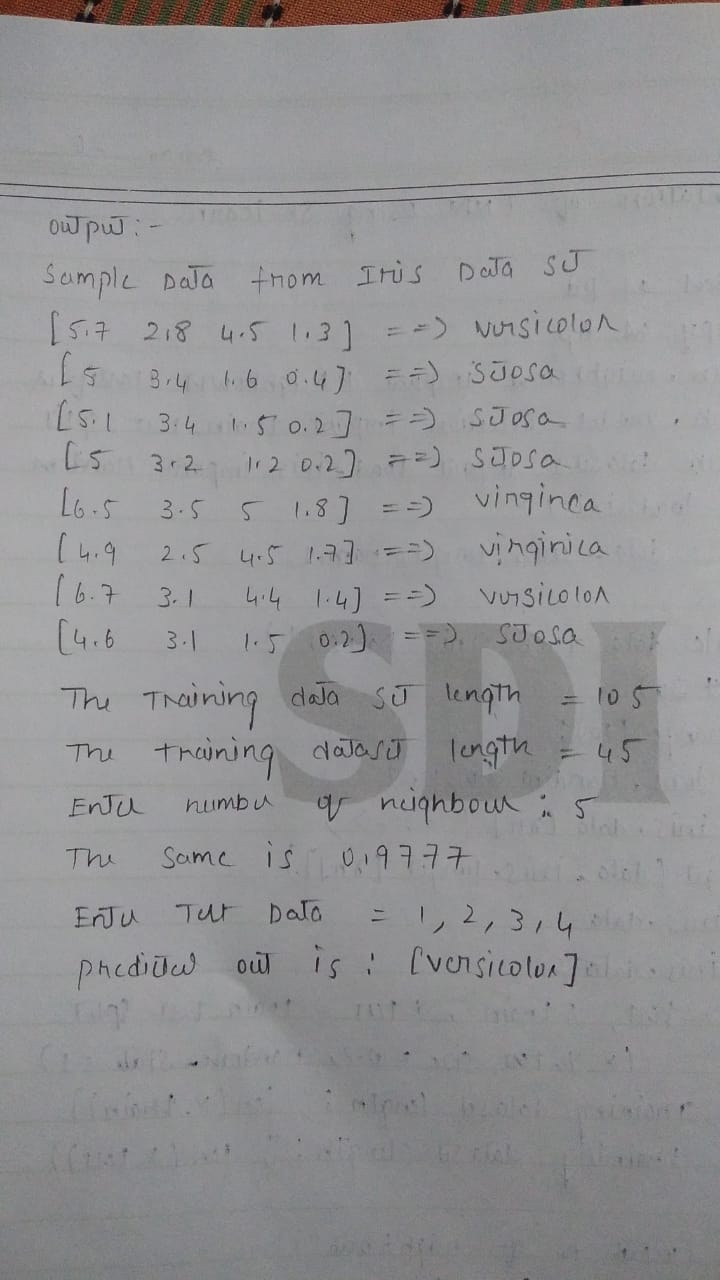 output :-
Sample Data from Iris Data set
[5.7 2.8 4.5 1.3] ==> versicolor
[5 3.4 1.6 0.4] ==> setosa
[5.1 3.4 1.5 0.2] ==> setosa
[5 3.2 1.2 0.2] ==> setosa
[6.5 3.5 5 1.8] ==> virginca
[4.9 2.5 4.5 1.7] ==> virginica
[6.7 3.1 4.4 1.4] ==> versicolor
[4.6 3.1 1.5 0.2] ==> setosa
The Training data set length = 105
The training dataset length = 45
Enter number of neighbour : 5
The Same is 0.9777
Enter Test Data = 1, 2, 3, 4
predicted out is : [versicolor]
SDI